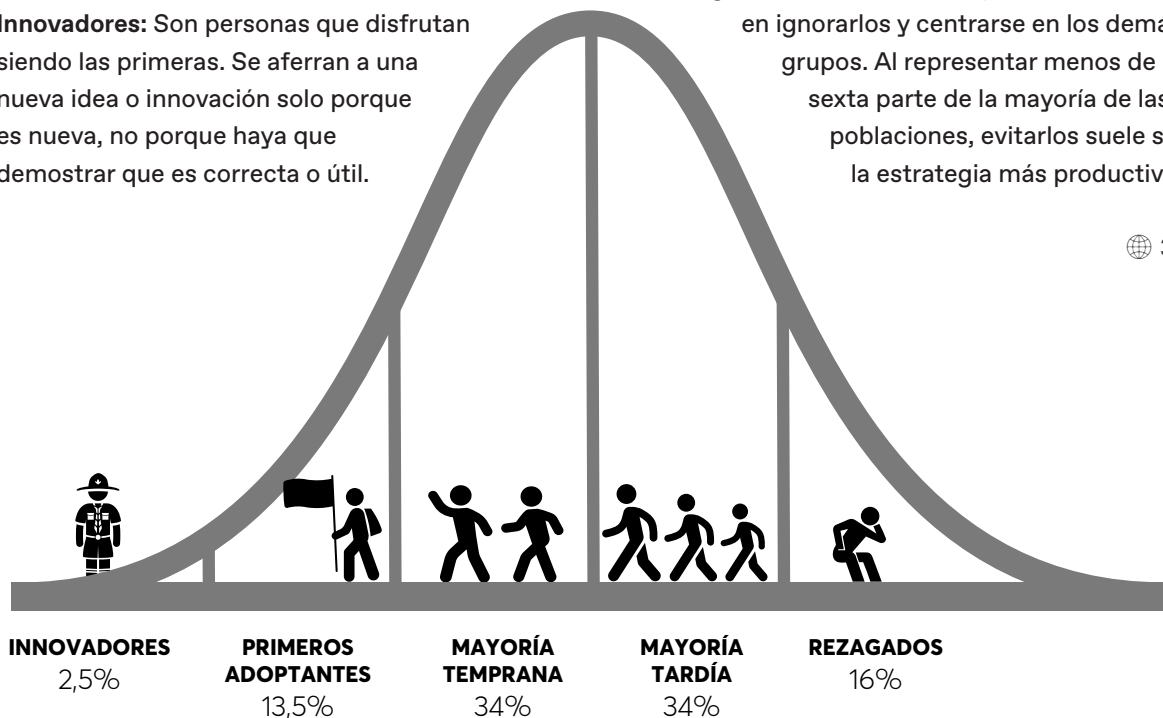 Innovadores: Son personas que disfrutan
siendo las primeras. Se aferran a una
nueva idea o innovación solo porque
es nueva, no porque haya que
demostrar que es correcta o útil.
en ignorarlos y centrarse en los demá
grupos. Al representar menos de
sexta parte de la mayoría de las
poblaciones, evitarlos suele s
la estrategia más productiv
INNOVADORES
2,5%
PRIMEROS
ADOPTANTES
13,5%
MAYORÍA
TEMPRANA
34%
MAYORÍA
TARDÍA
34%
REZAGADOS
16%